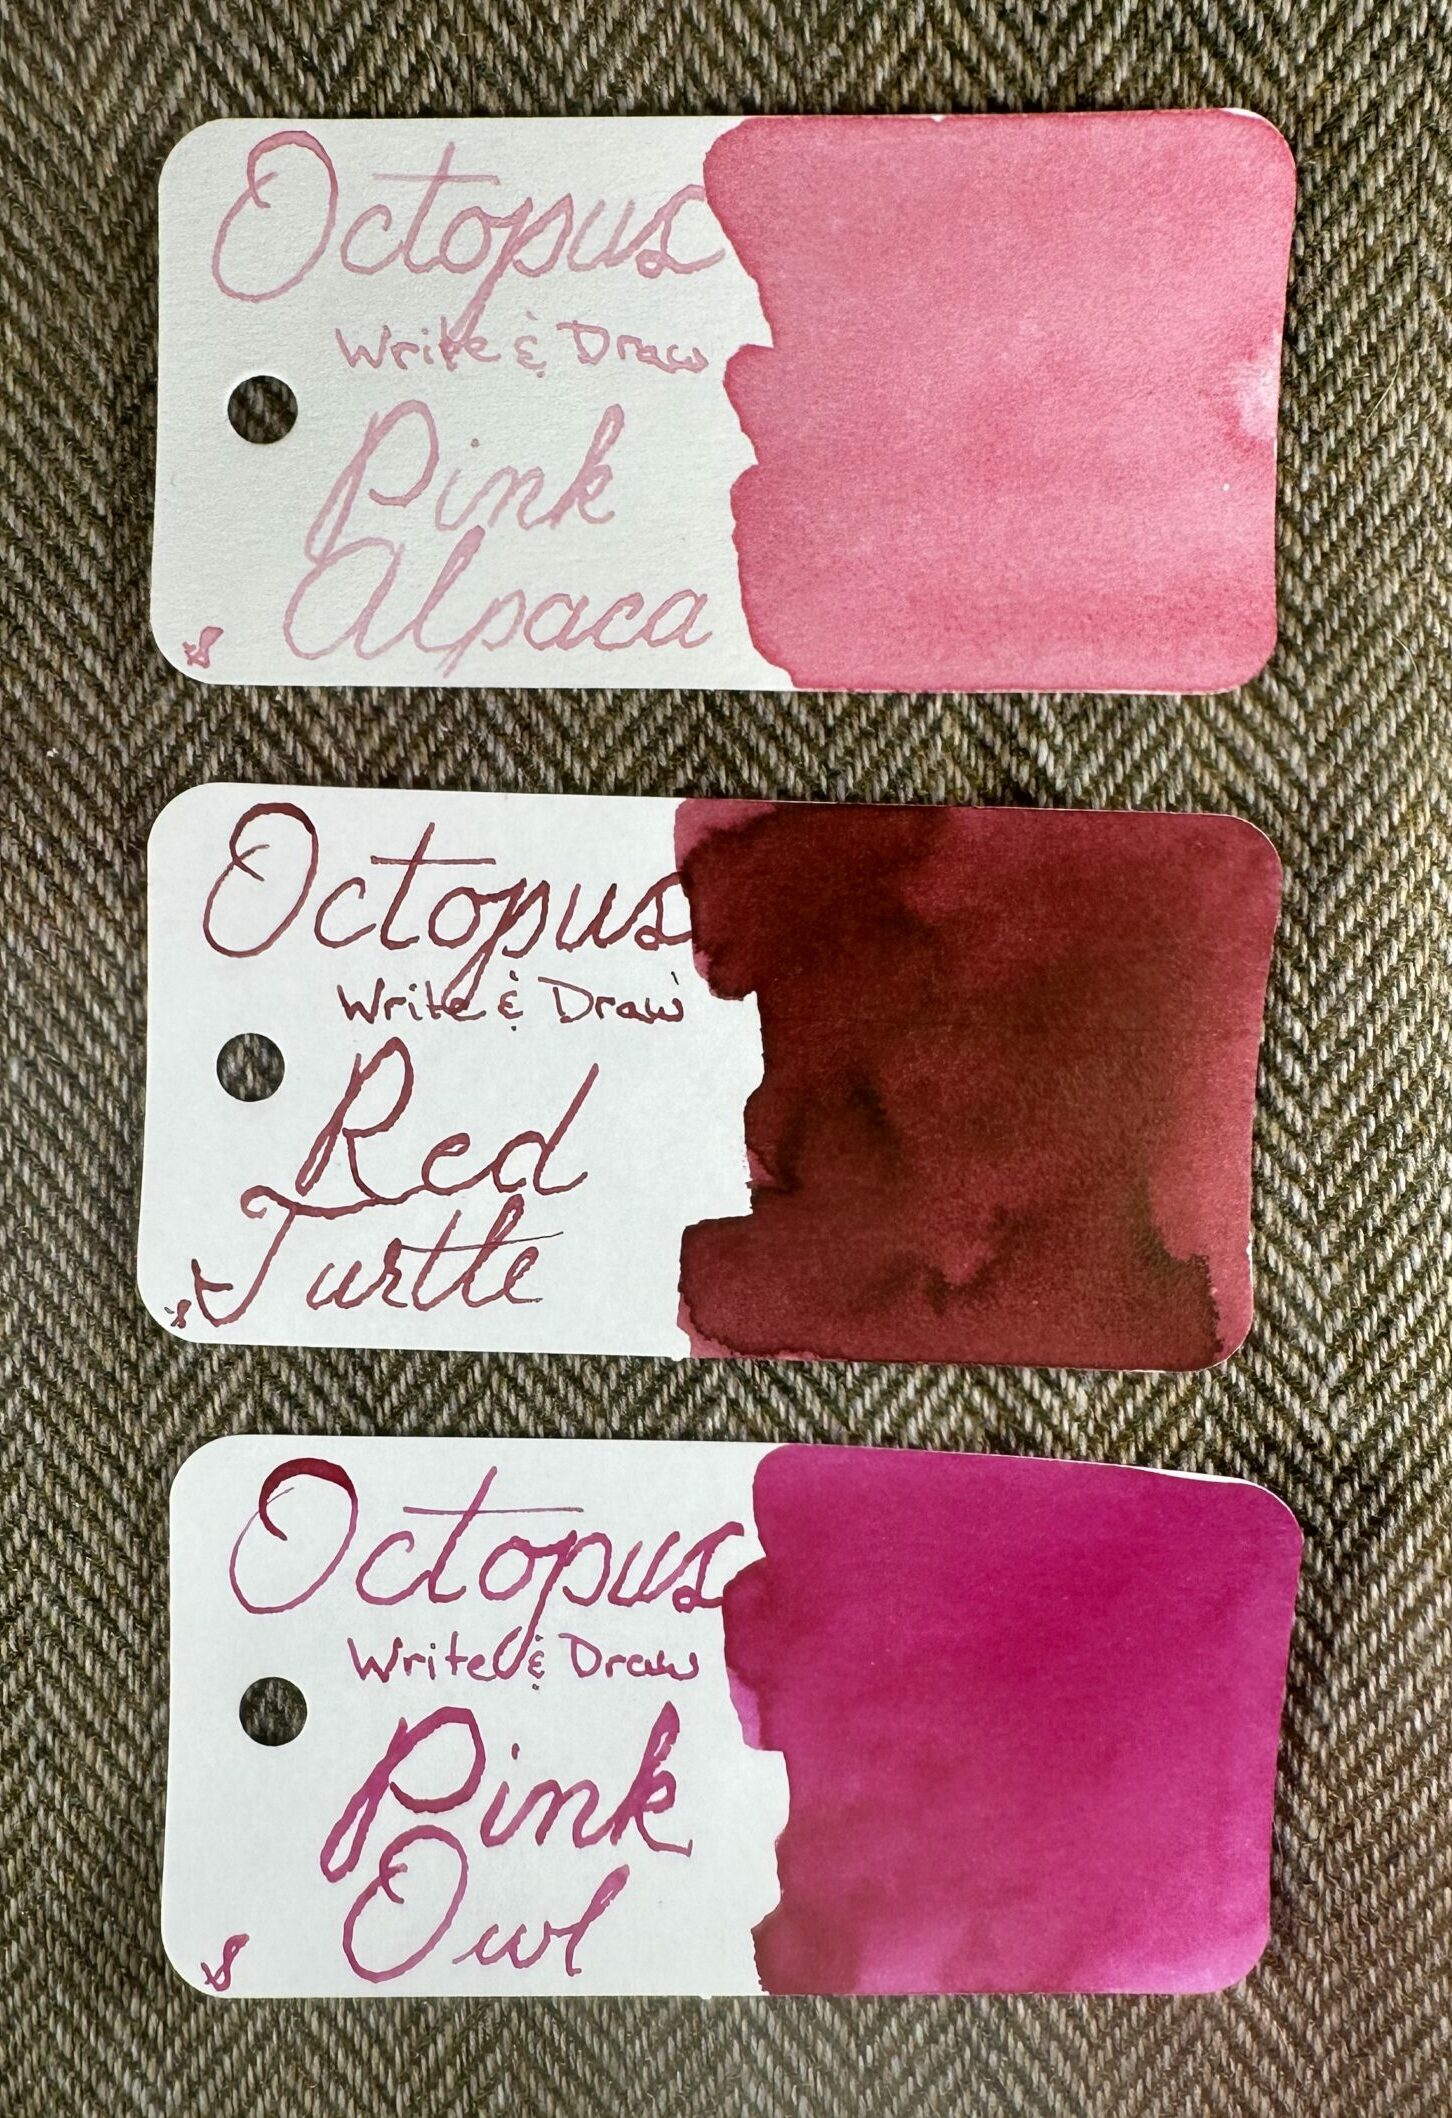 Octopus
Write & Draw
Pink
Alpaca
Octopus
Write & Draw
Red
Turtle
Octopus
Write & Draw
Pink
Owl